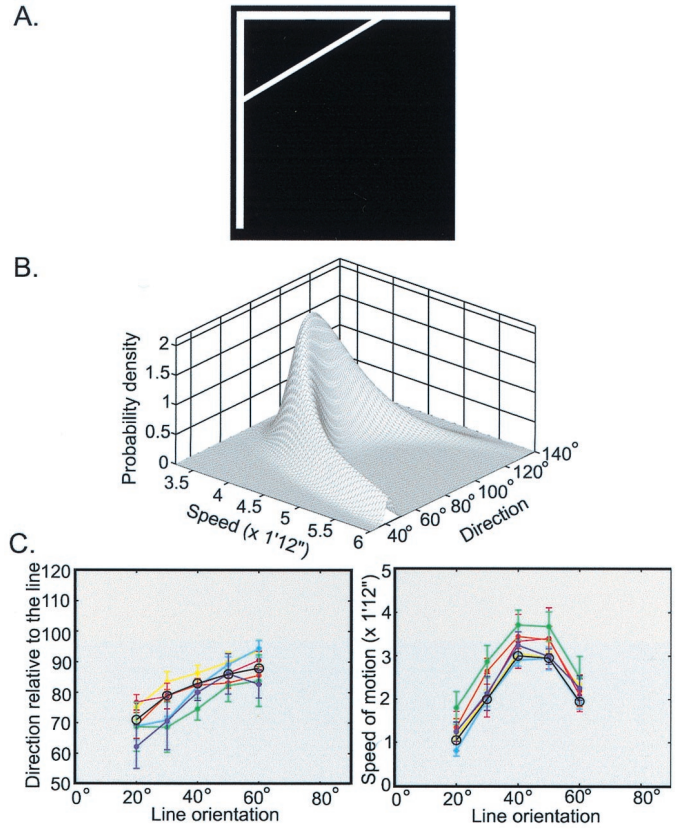 A.
B.
Probability density
2
1.5
1
0.5
0
3.5
4
4.5
5
5.5
6
Speed (x 1'12")
40°
60°
80°
100°
120°
140°
Direction
C.
Direction relative to the line
120
110
100
90
80
70
60
50
0° 20° 40° 60° 80°
Line orientation
Speed of motion (x 1'12")
5
4
3
2
1
0
0° 20° 40° 60° 80°
Line orientation